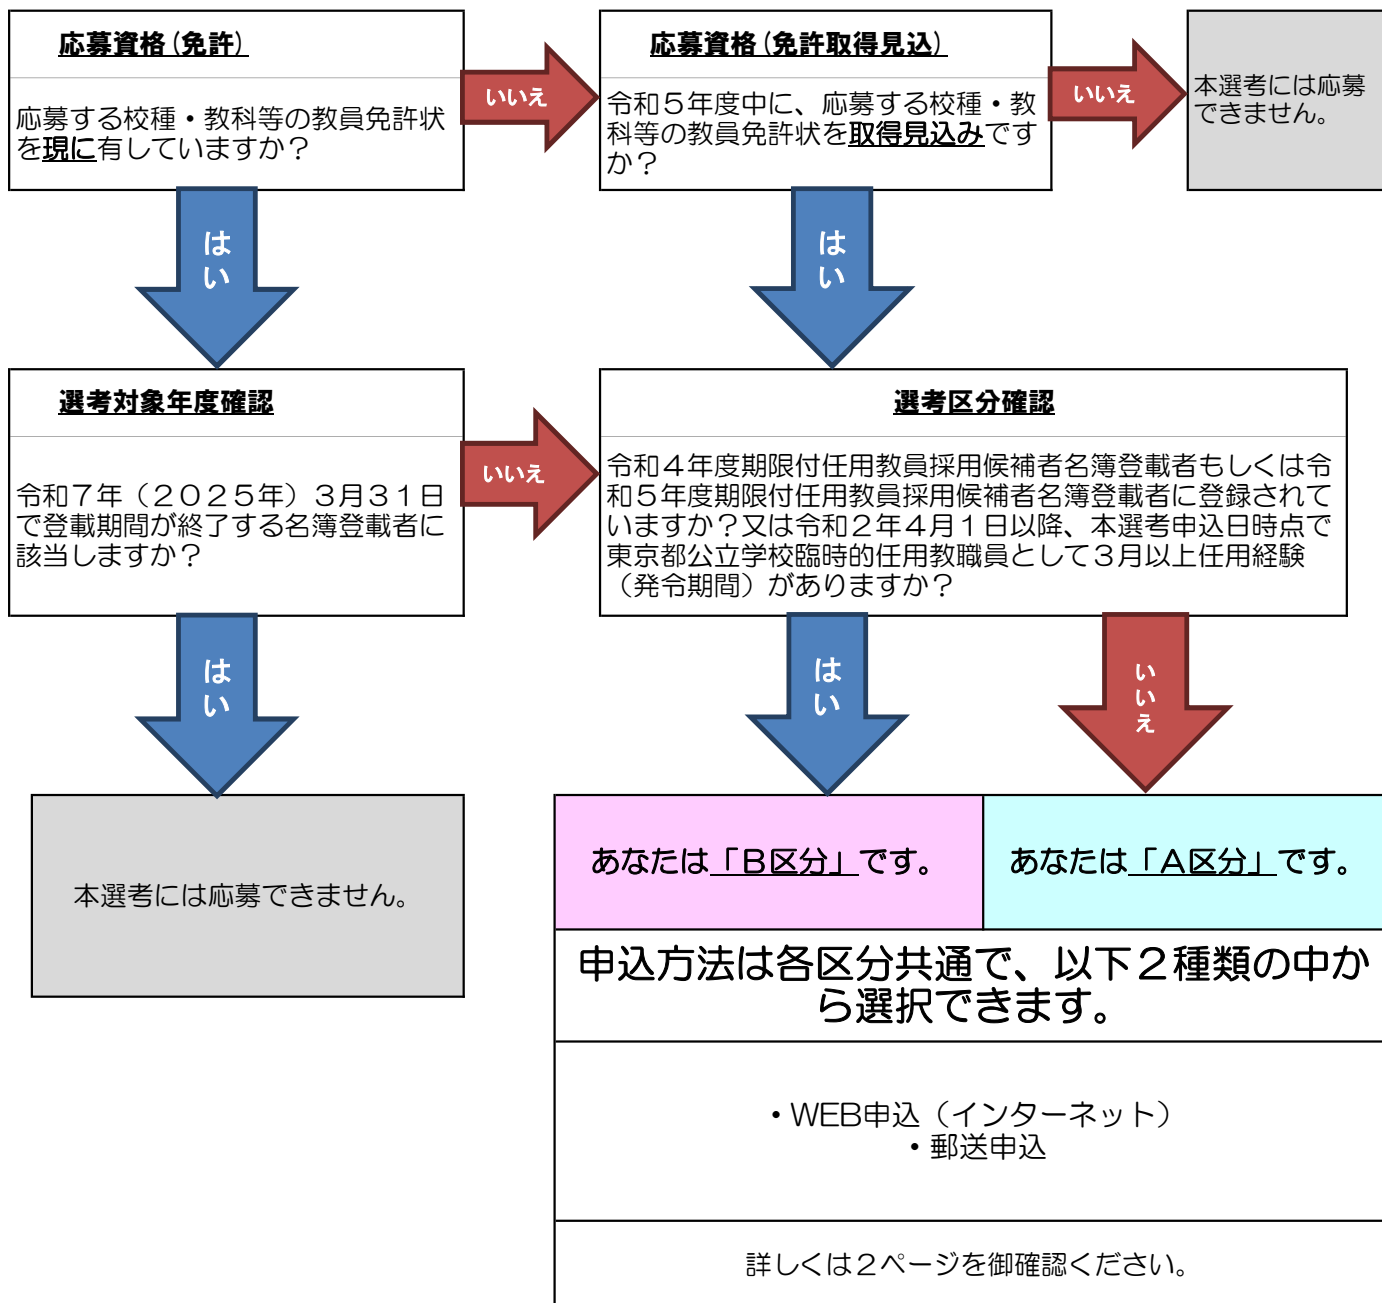 応募資格(免許)
応募する校種・教科等の教員免許状
を現に有していますか？
いいえ
応募資格(免許取得見込)
令和５年度中に、応募する校種・教
科等の教員免許状を取得見込みです
か？
いいえ
本選考には応募
できません。
はい
はい
選考対象年度確認
令和７年（２０２５年）３月３１日
で登載期間が終了する名簿登載者に
該当しますか？
いいえ
選考区分確認
令和４年度期限付任用教員採用候補者名簿登載者もしくは令
和５年度期限付任用教員採用候補者名簿登載者に登録されて
いますか？又は令和２年４月１日以降、本選考申込日時点で
東京都公立学校臨時的任用教職員として３月以上任用経験
（発令期間）がありますか？
はい
はい
いいえ
本選考には応募できません。
あなたは「Ｂ区分」です。
あなたは「Ａ区分」です。
申込方法は各区分共通で、以下２種類の中か
ら選択できます。
・WEB申込（インターネット）
・郵送申込
詳しくは２ページを御確認ください。